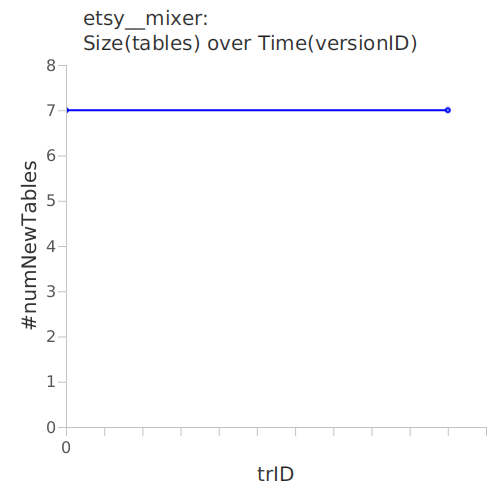 etsy__mixer:
Size(tables) over Time(versionID)
8
7
6
5
4
3
2
1
0
#numNewTables
0
trID